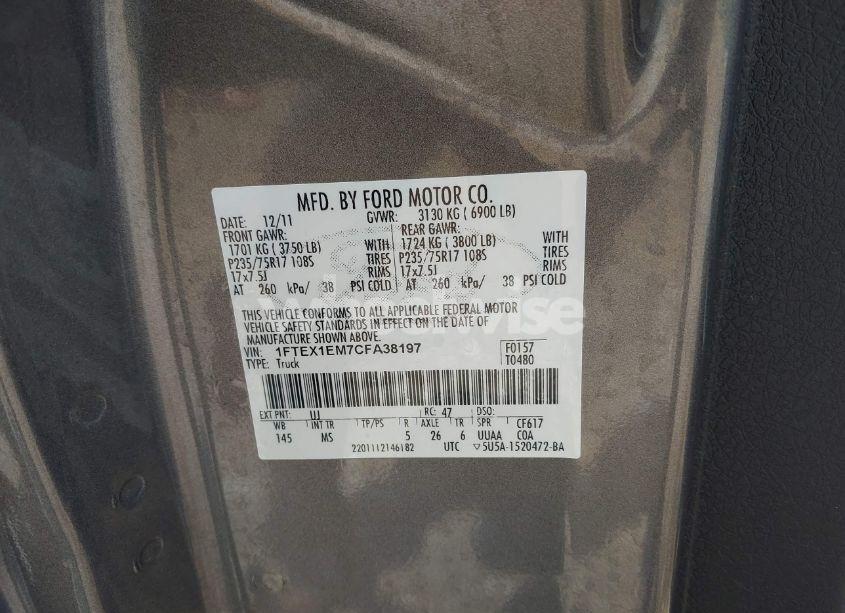 MFD. BY FORD MOTOR CO.
DATE: 12/11 GVWR: 3130 KG ( 6900 LB)
FRONT GAWR: REAR GAWR:
1701 KG ( 3750 LB) WITH 1724 KG ( 3800 LB) WITH
P235/75R17 108S TIRES P235/75R17 108S TIRES
17x7.5J RIMS 17x7.5J RIMS
AT 260 kPa/ 38 PSI COLD AT 260 kPa/ 38 PSI COLD
THIS VEHICLE CONFORMS TO ALL APPLICABLE FEDERAL MOTOR
VEHICLE SAFETY STANDARDS IN EFFECT ON THE DATE OF
MANUFACTURE SHOWN ABOVE.
VIN: 1FTEX1EM7CFA38197 F0157
TYPE: Truck T0480
EXT PNT: UJ RC: 47 DSO:
WB INT TR TP/PS R AXLE TR SPR CF617
145 MS 5 26 6 UUAA COA
2201112146182 UTC 5U5A-1520472-BA